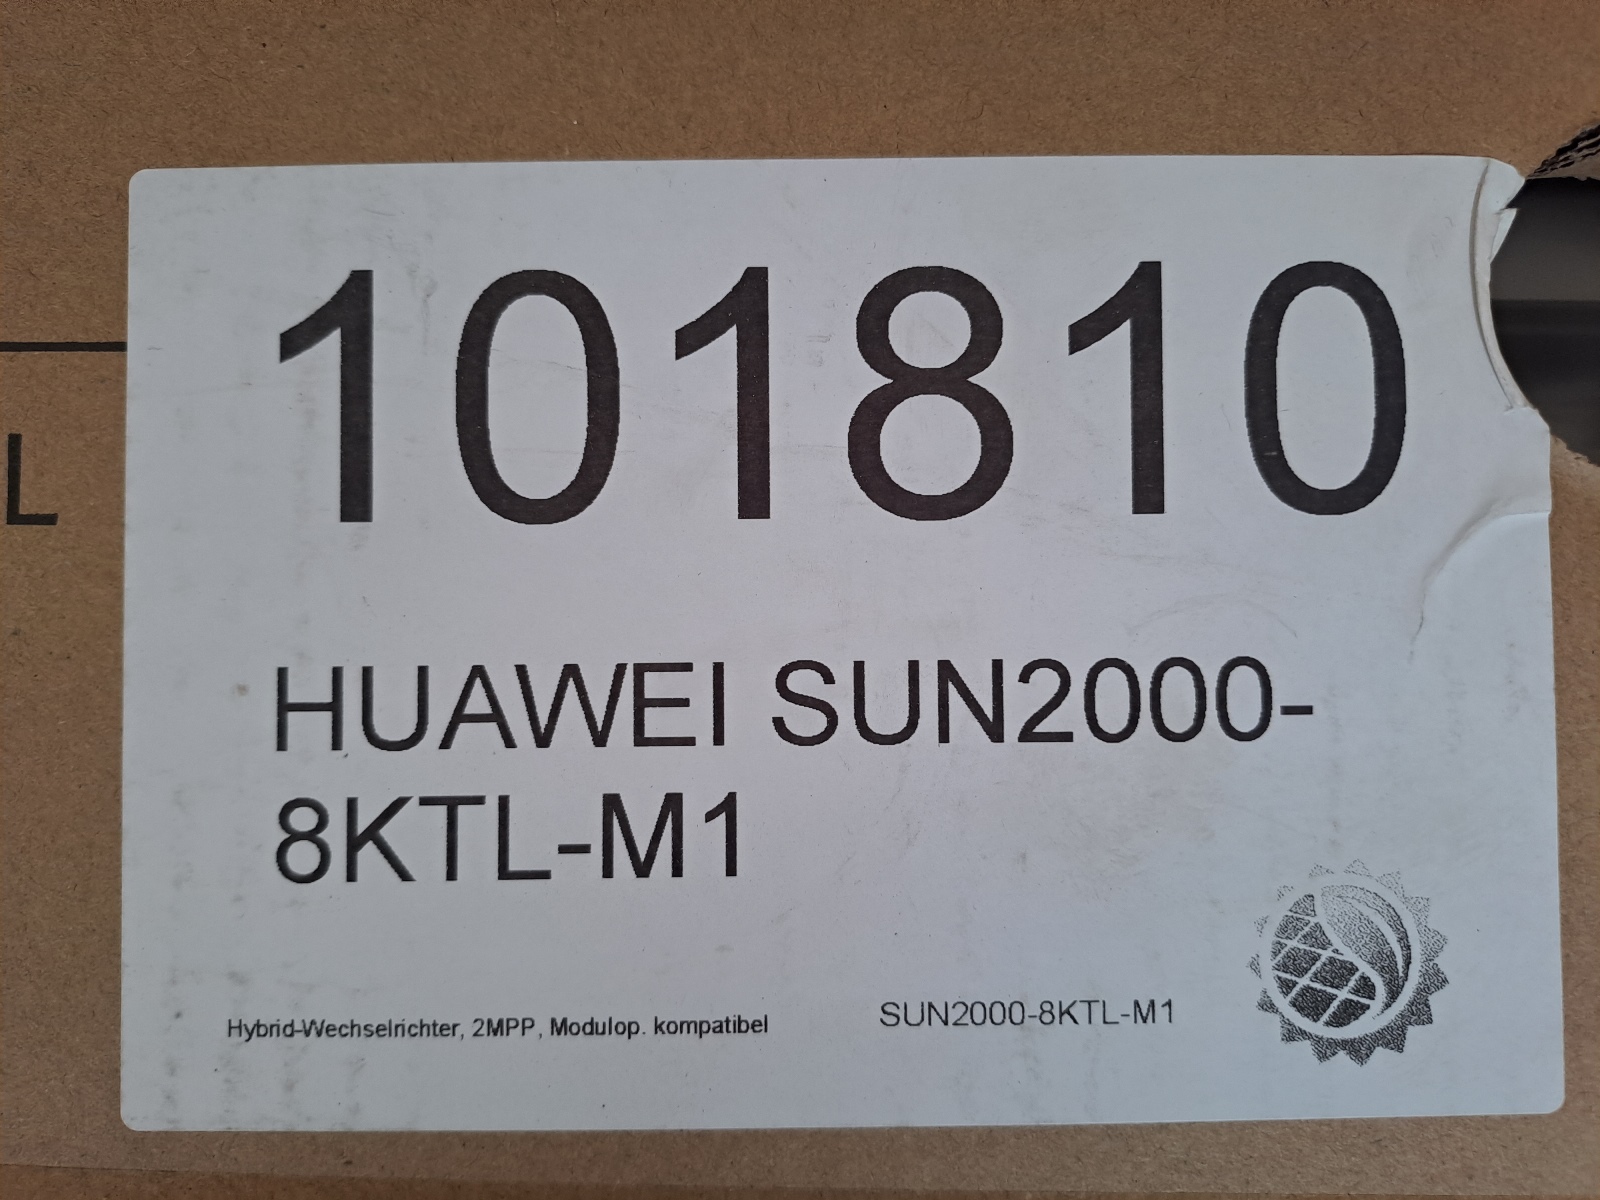 101810
L
HUAWEI SUN2000-
8KTL-M1
Hybrid-Wechselrichter, 2MPP, Modulop. kompatibel
SUN2000-8KTL-M1